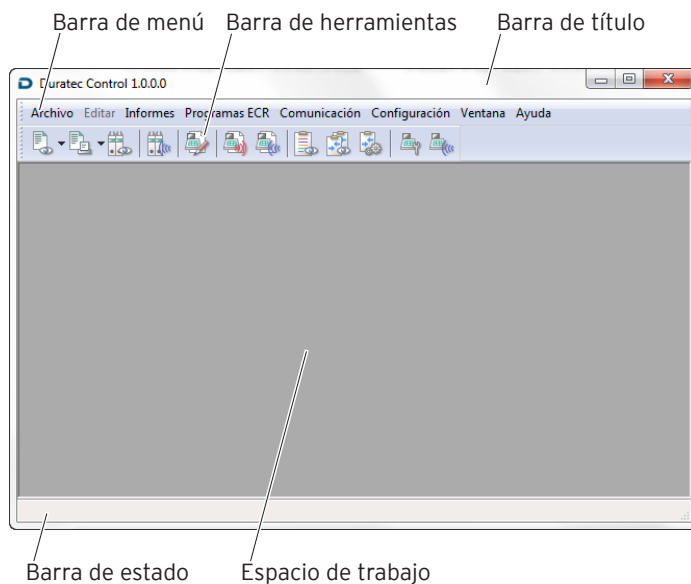 Barra de menú Barra de herramientas Barra de título
Duratec Control 1.0.0.0
Archivo Editar Informes Programas ECR Comunicación Configuración Ventana Ayuda
Barra de estado Espacio de trabajo